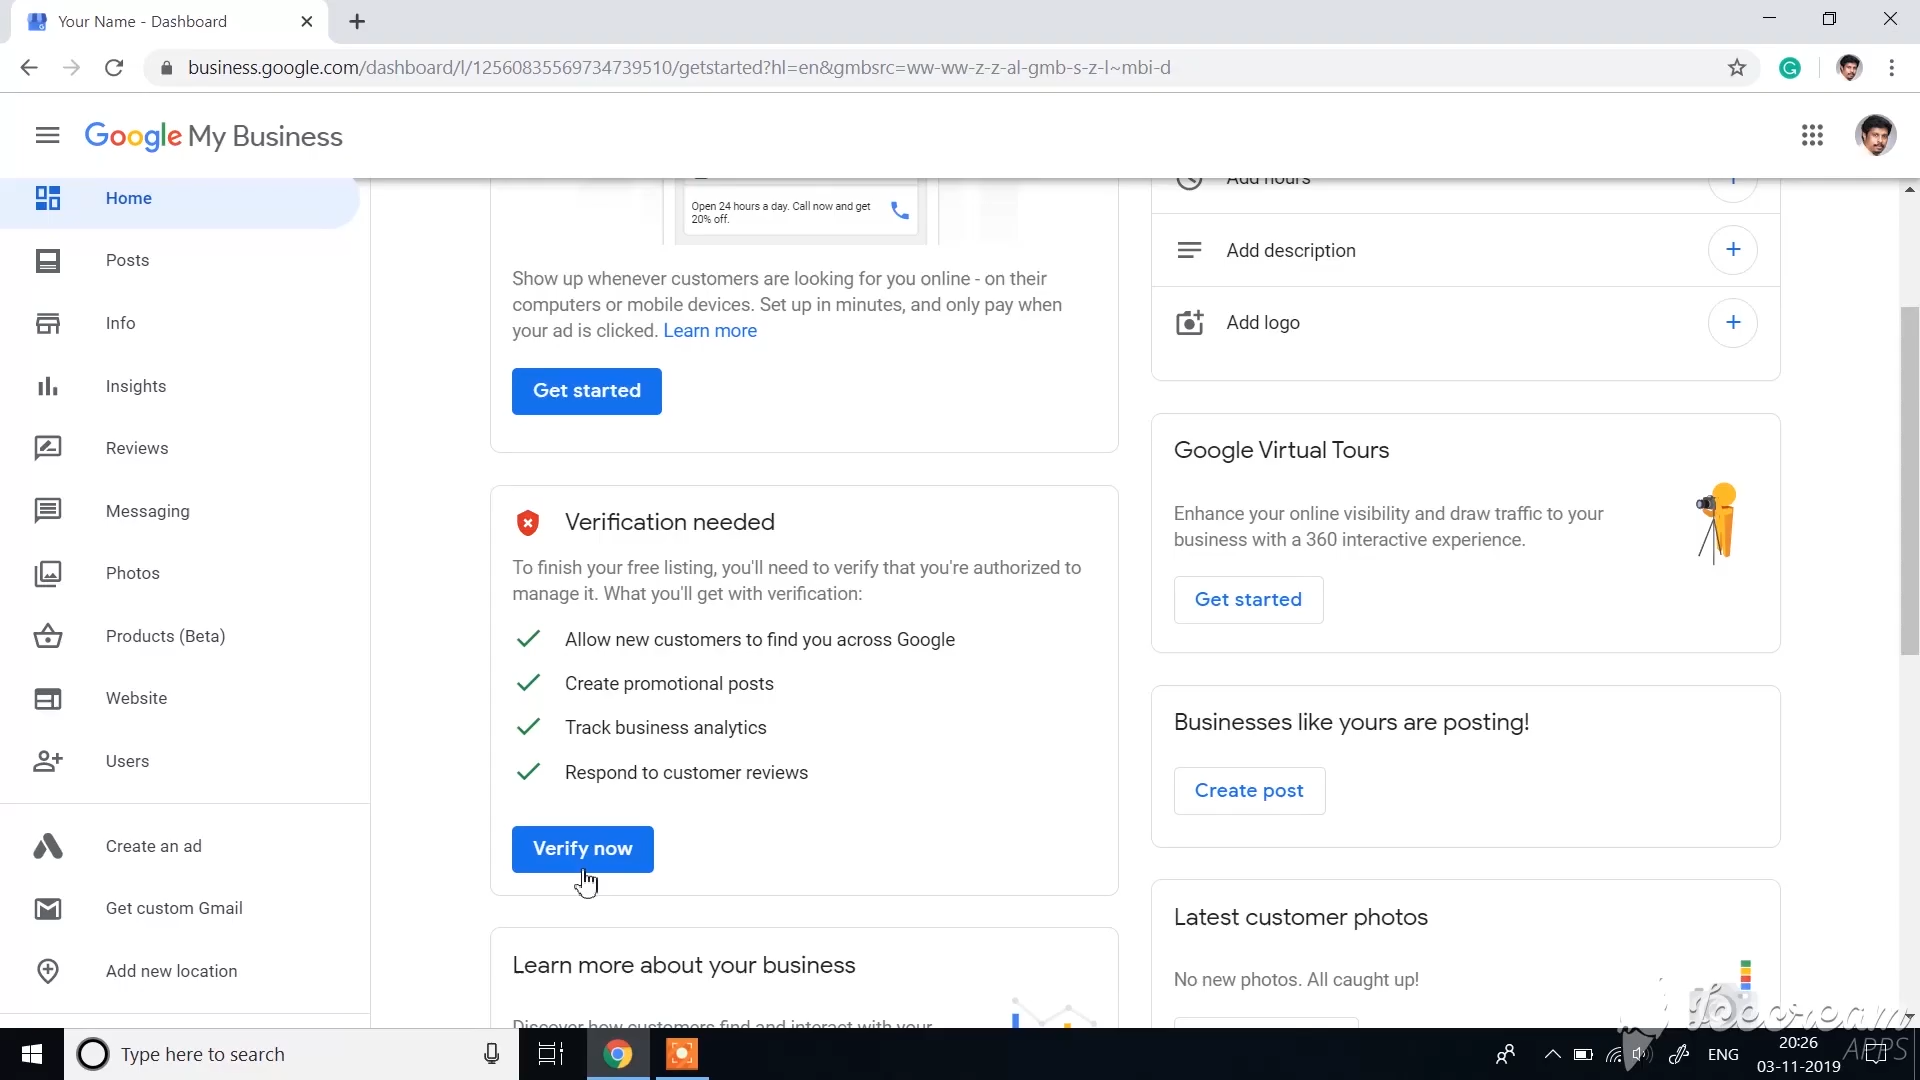 Your Name - Dashboard
business.google.com/dashboard/l/12560835569734739510/getstarted?hl=en&gmbsrc=ww-ww-z-z-al-gmb-s-z-l~mbi-d
Google My Business
Home
Posts
Info
Insights
Reviews
Messaging
Photos
Products (Beta)
Website
Users
Create an ad
Get custom Gmail
Add new location
Open 24 hours a day. Call now and get
20% off.
Show up whenever customers are looking for you online - on their
computers or mobile devices. Set up in minutes, and only pay when
your ad is clicked. Learn more
Get started
Verification needed
To finish your free listing, you'll need to verify that you're authorized to
manage it. What you'll get with verification:
Allow new customers to find you across Google
Create promotional posts
Track business analytics
Respond to customer reviews
Verify now
Learn more about your business
Discover how customers find and interact with your
Add hours
Add description
Add logo
Google Virtual Tours
Enhance your online visibility and draw traffic to your
business with a 360 interactive experience.
Get started
Businesses like yours are posting!
Create post
Latest customer photos
No new photos. All caught up!
Icecream
APPS
Type here to search
ENG
20:26
03-11-2019